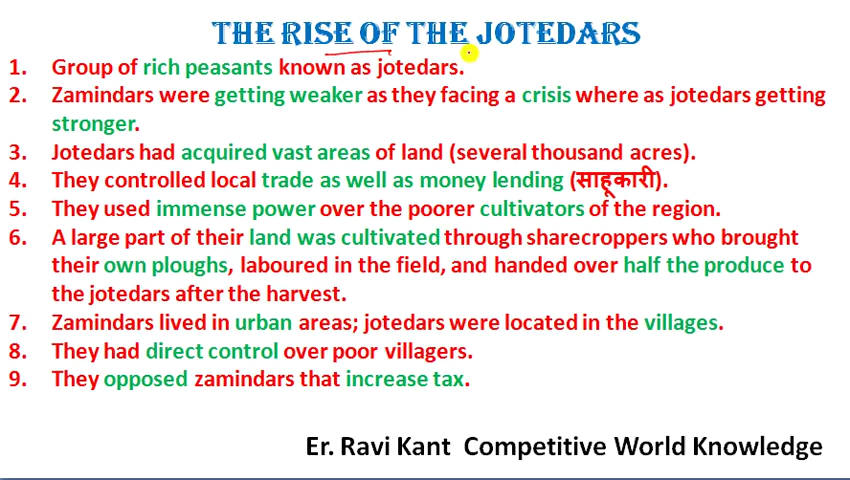 THE RISE OF THE JOTEDARS
1. Group of rich peasants known as jotedars.
2. Zamindars were getting weaker as they facing a crisis where as jotedars getting
stronger.
3. Jotedars had acquired vast areas of land (several thousand acres).
4. They controlled local trade as well as money lending (साहूकारी).
5. They used immense power over the poorer cultivators of the region.
6. A large part of their land was cultivated through sharecroppers who brought
their own ploughs, laboured in the field, and handed over half the produce to
the jotedars after the harvest.
7. Zamindars lived in urban areas; jotedars were located in the villages.
8. They had direct control over poor villagers.
9. They opposed zamindars that increase tax.
Er. Ravi Kant Competitive World Knowledge